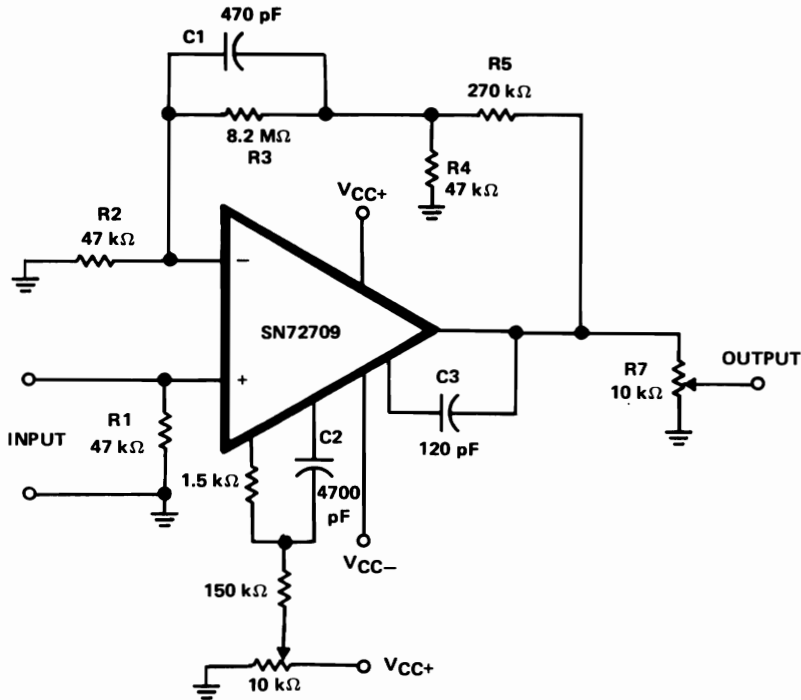 470 pF
C1
R5
270 kΩ
8.2 MΩ
R3
R4
47 kΩ
VCC+
R2
47 kΩ
−
SN72709
+
R7
10 kΩ
OUTPUT
C3
120 pF
INPUT
R1
47 kΩ
C2
4700
pF
1.5 kΩ
VCC−
150 kΩ
VCC+
10 kΩ